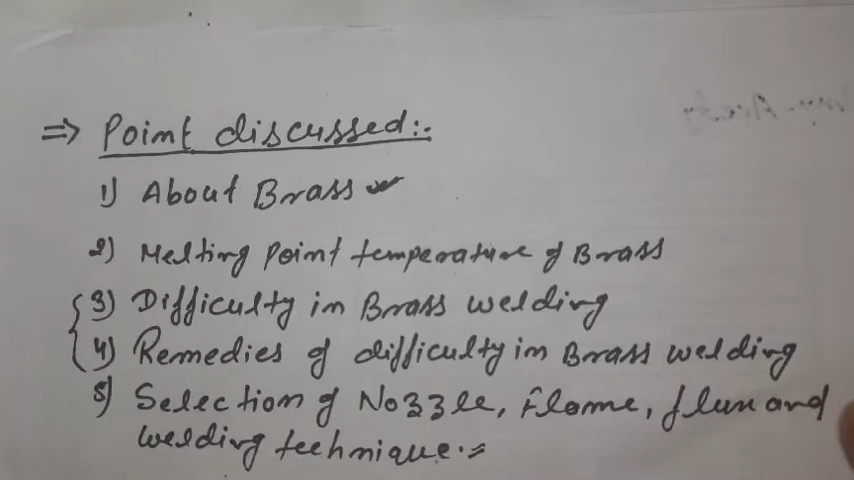 ⇒ Point discussed:-
1) About Brass ✓
2) Melting Point temperature of Brass
3) Difficulty in Brass welding
4) Remedies of difficulty in Brass welding
5) Selection of Nozzle, Flame, flux and
welding technique.